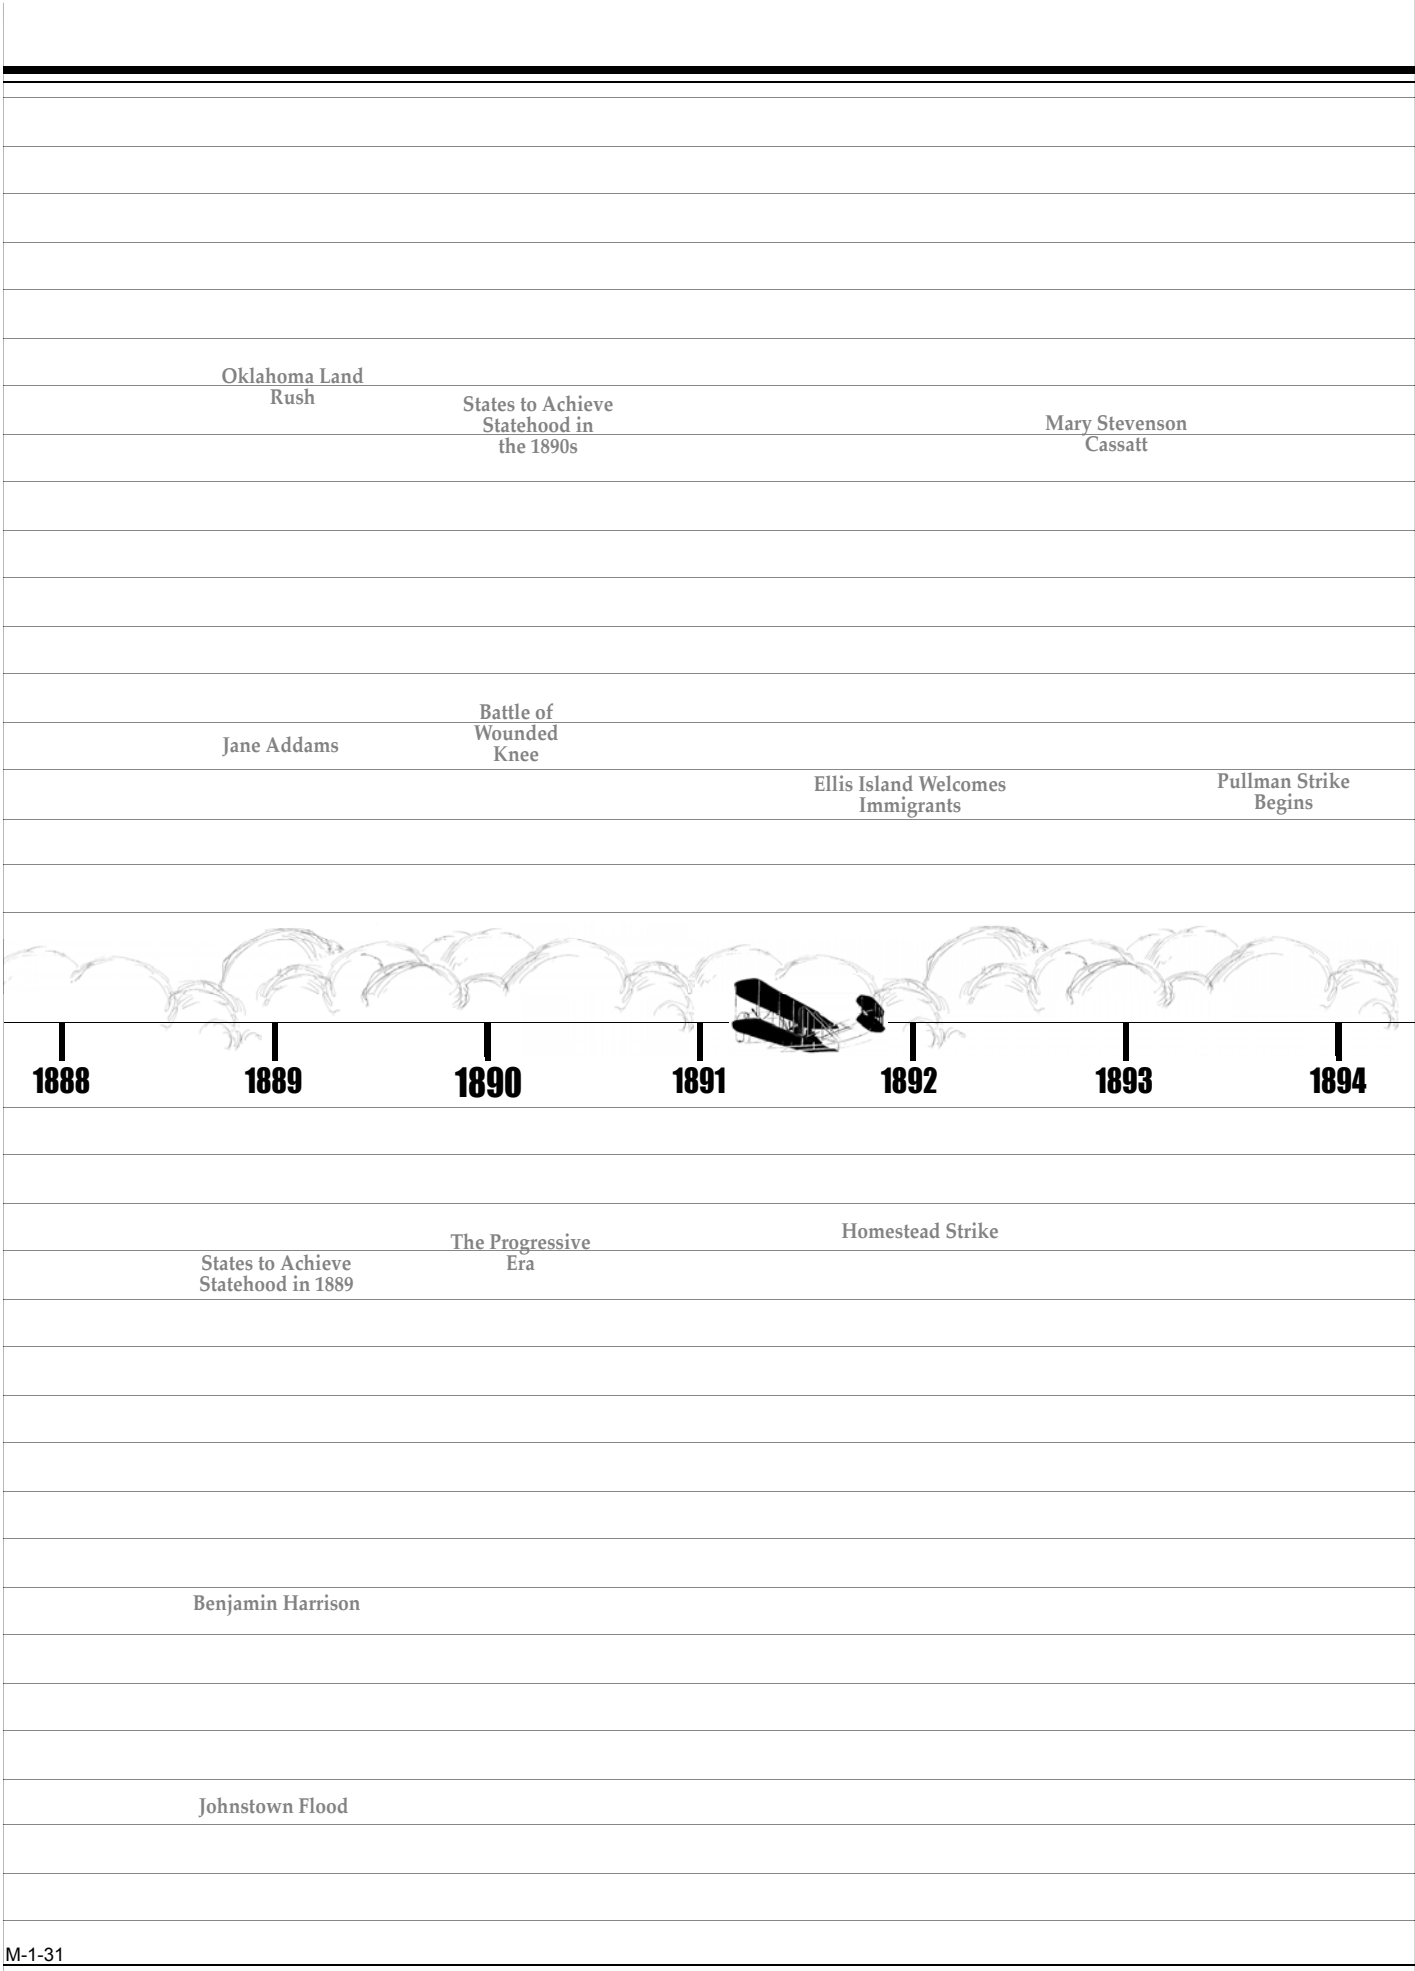 Oklahoma Land
Rush
States to Achieve
Statehood in
the 1890s
Mary Stevenson
Cassatt
Jane Addams
Battle of
Wounded
Knee
Ellis Island Welcomes
Immigrants
Pullman Strike
Begins
1888
1889
1890
1891
1892
1893
1894
States to Achieve
Statehood in 1889
The Progressive
Era
Homestead Strike
Benjamin Harrison
Johnstown Flood
M-1-31